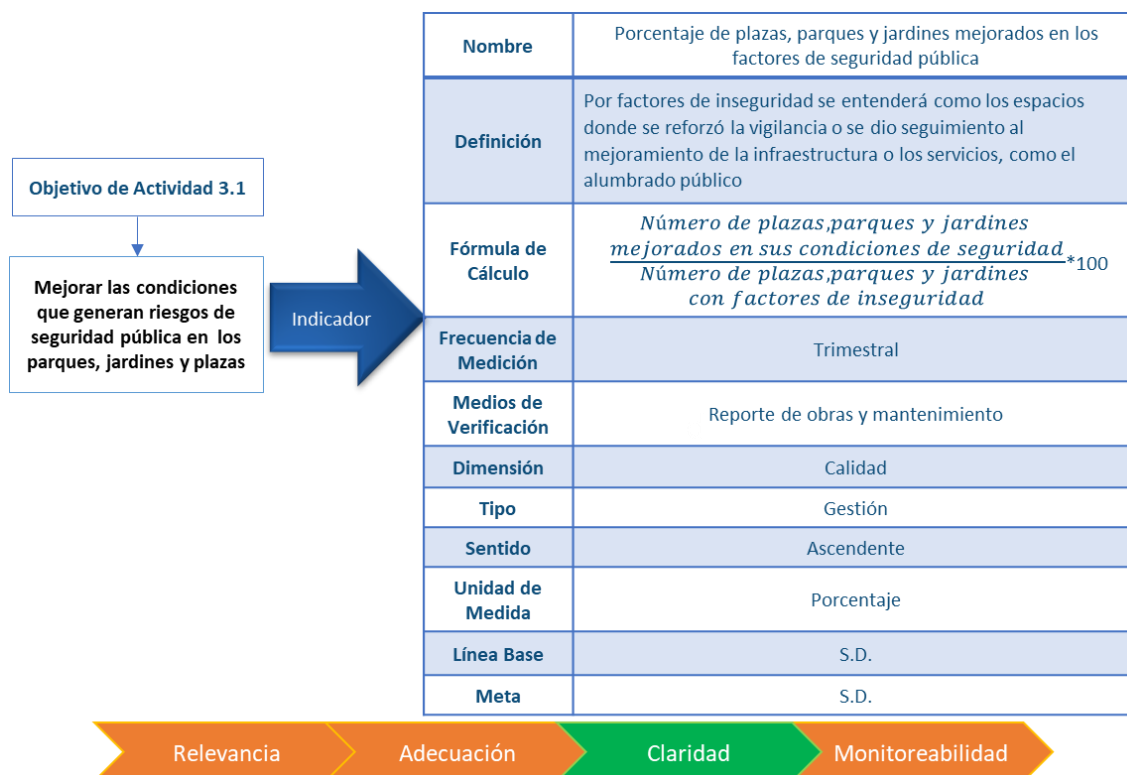 Objetivo de Actividad 3.1
Mejorar las condiciones
que generan riesgos de
seguridad pública en los
parques, jardines y plazas
Indicador
Nombre
Porcentaje de plazas, parques y jardines mejorados en los
factores de seguridad pública
Definición
Por factores de inseguridad se entenderá como los espacios
donde se reforzó la vigilancia o se dio seguimiento al
mejoramiento de la infraestructura o los servicios, como el
alumbrado público
Fórmula de
Cálculo
Número de plazas,parques y jardines
mejorados en sus condiciones de seguridad
Número de plazas,parques y jardines
con factores de inseguridad
*100
Frecuencia de
Medición
Trimestral
Medios de
Verificación
Reporte de obras y mantenimiento
Dimensión
Calidad
Tipo
Gestión
Sentido
Ascendente
Unidad de
Medida
Porcentaje
Línea Base
S.D.
Meta
S.D.
Relevancia
Adecuación
Claridad
Monitoreabilidad